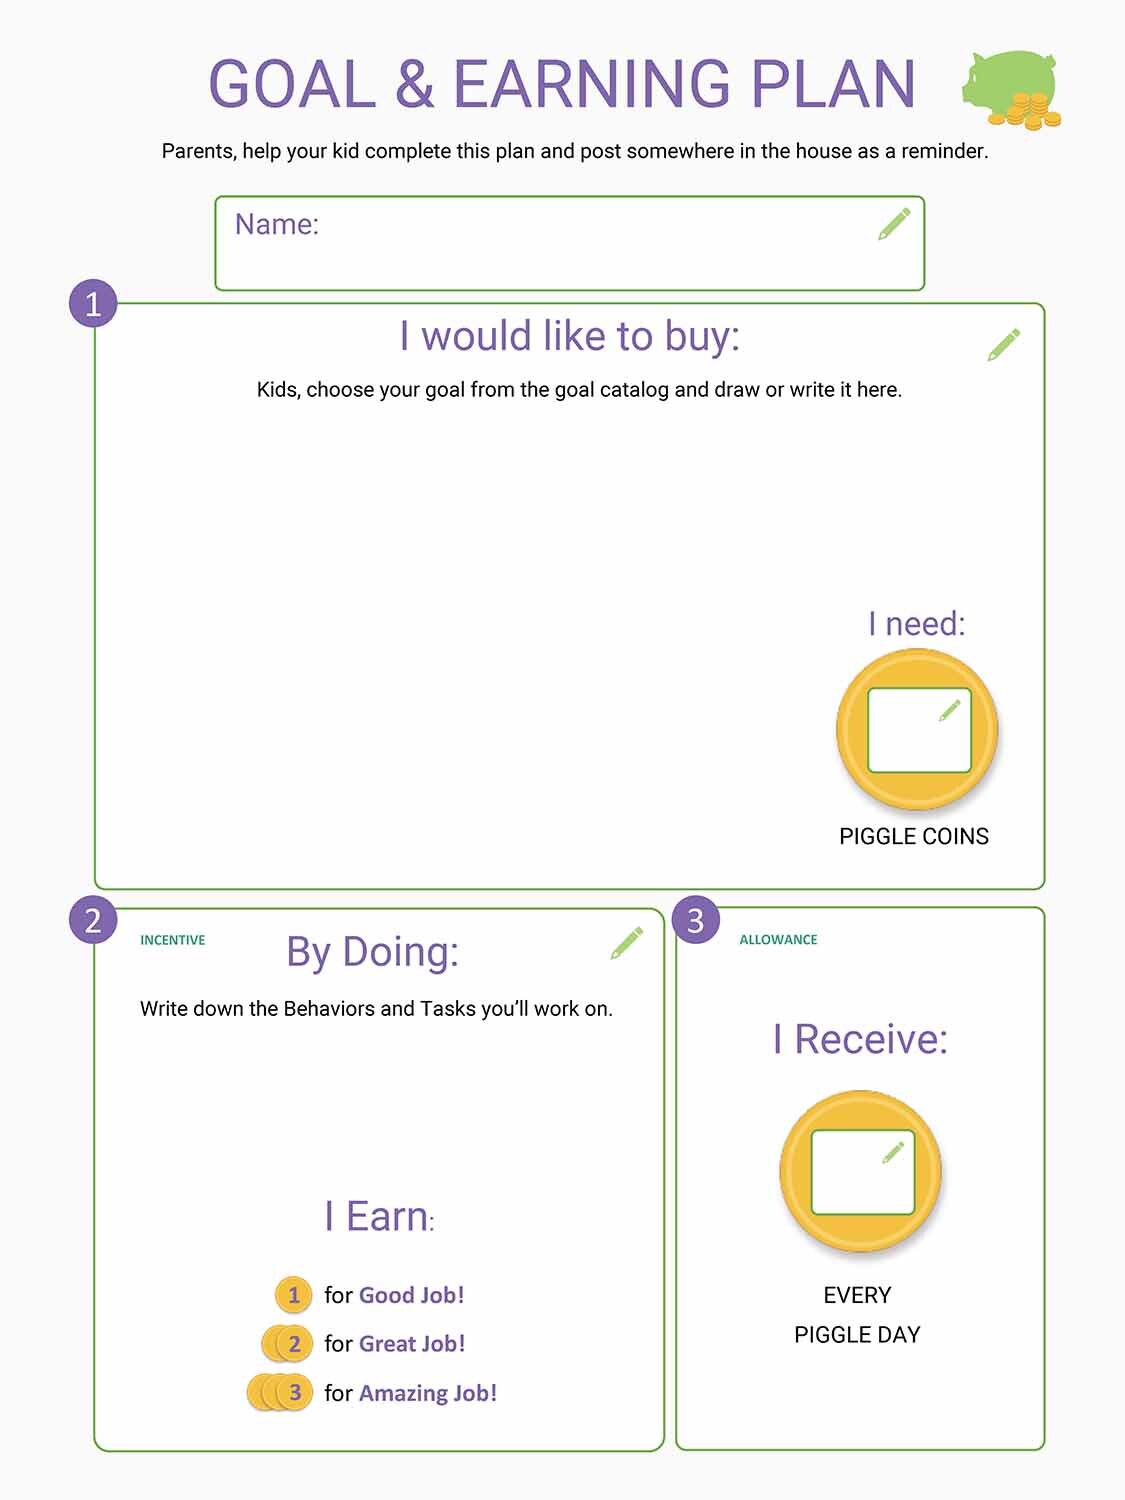 GOAL & EARNING PLAN
Parents, help your kid complete this plan and post somewhere in the house as a reminder.
Name:
1
I would like to buy:
Kids, choose your goal from the goal catalog and draw or write it here.
I need:
PIGGLE COINS
2
INCENTIVE
By Doing:
Write down the Behaviors and Tasks you'll work on.
I Earn:
1 for Good Job!
2 for Great Job!
3 for Amazing Job!
3
ALLOWANCE
I Receive:
EVERY
PIGGLE DAY